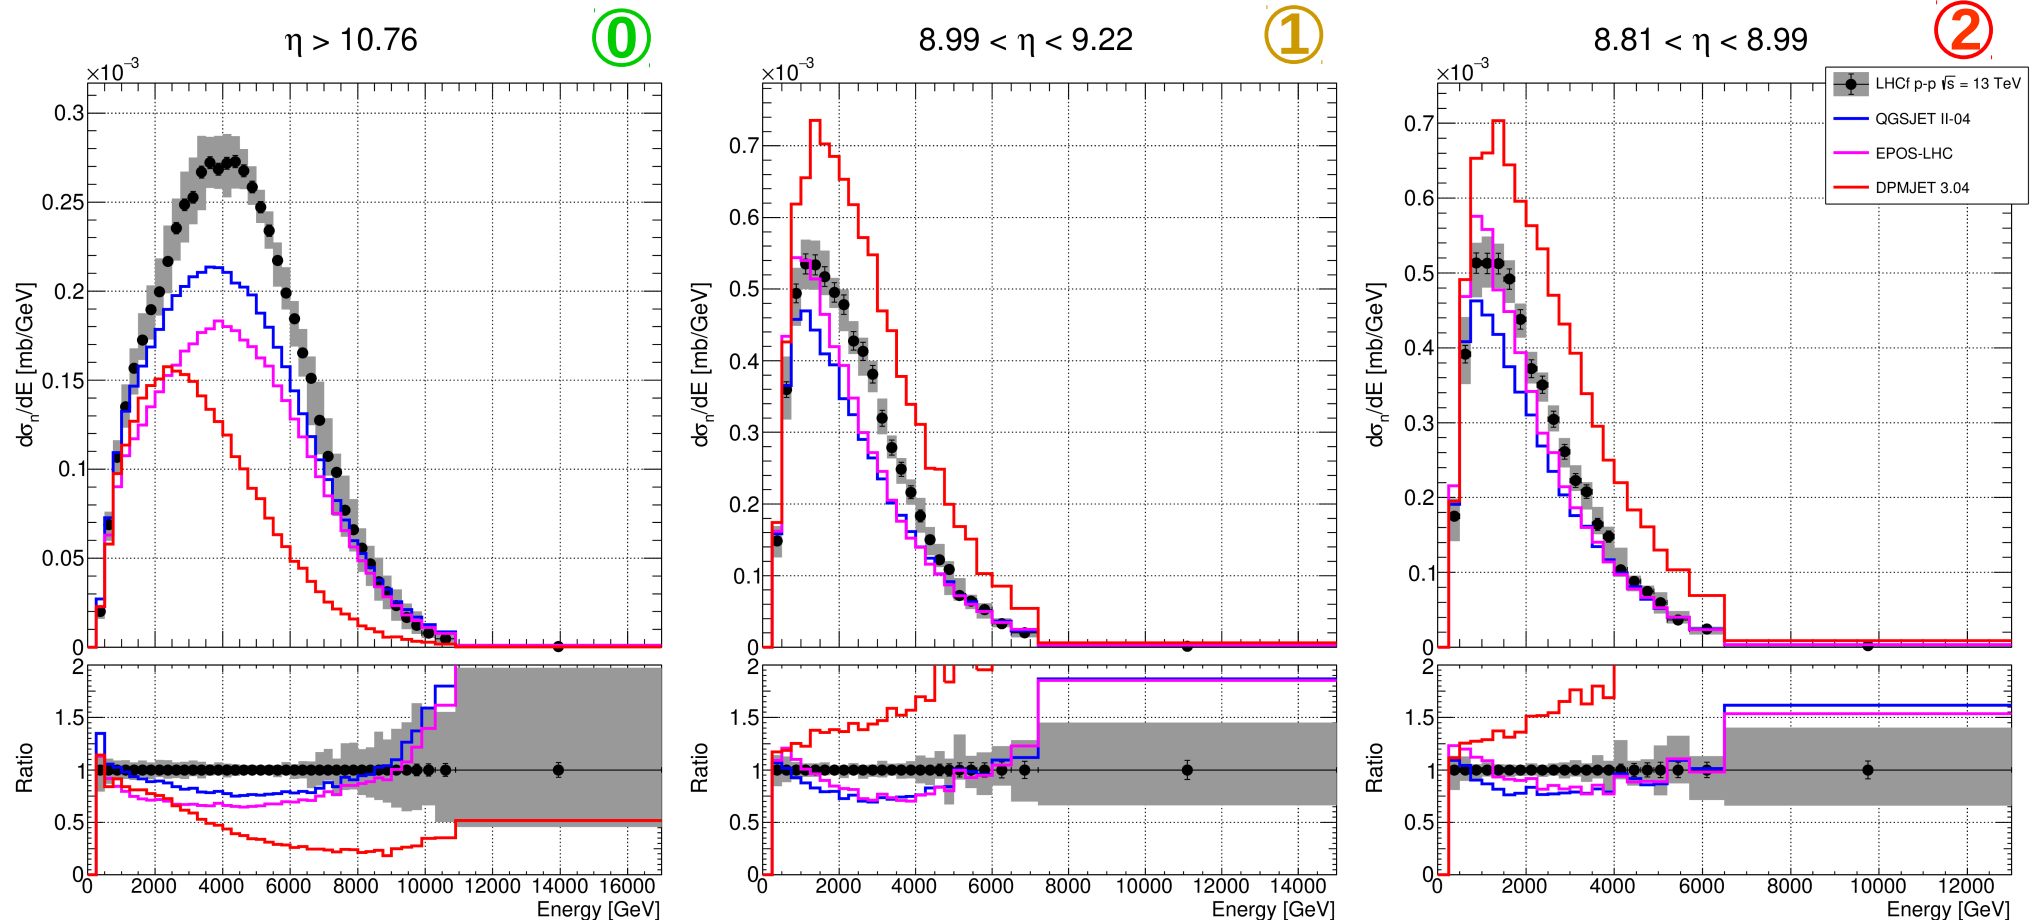 η > 10.76
0
8.99 < η < 9.22
1
8.81 < η < 8.99
2
×10⁻³
0.3
0.25
0.2
0.15
0.1
0.05
0
dσₙ/dE [mb/GeV]
2
1.5
1
0.5
0
Ratio
0 2000 4000 6000 8000 10000 12000 14000 16000
Energy [GeV]
×10⁻³
0.7
0.6
0.5
0.4
0.3
0.2
0.1
0
dσₙ/dE [mb/GeV]
2
1.5
1
0.5
0
Ratio
0 2000 4000 6000 8000 10000 12000 14000
Energy [GeV]
×10⁻³
0.7
0.6
0.5
0.4
0.3
0.2
0.1
0
dσₙ/dE [mb/GeV]
LHCf p-p √s = 13 TeV
QGSJET II-04
EPOS-LHC
DPMJET 3.04
2
1.5
1
0.5
0
Ratio
0 2000 4000 6000 8000 10000 12000
Energy [GeV]